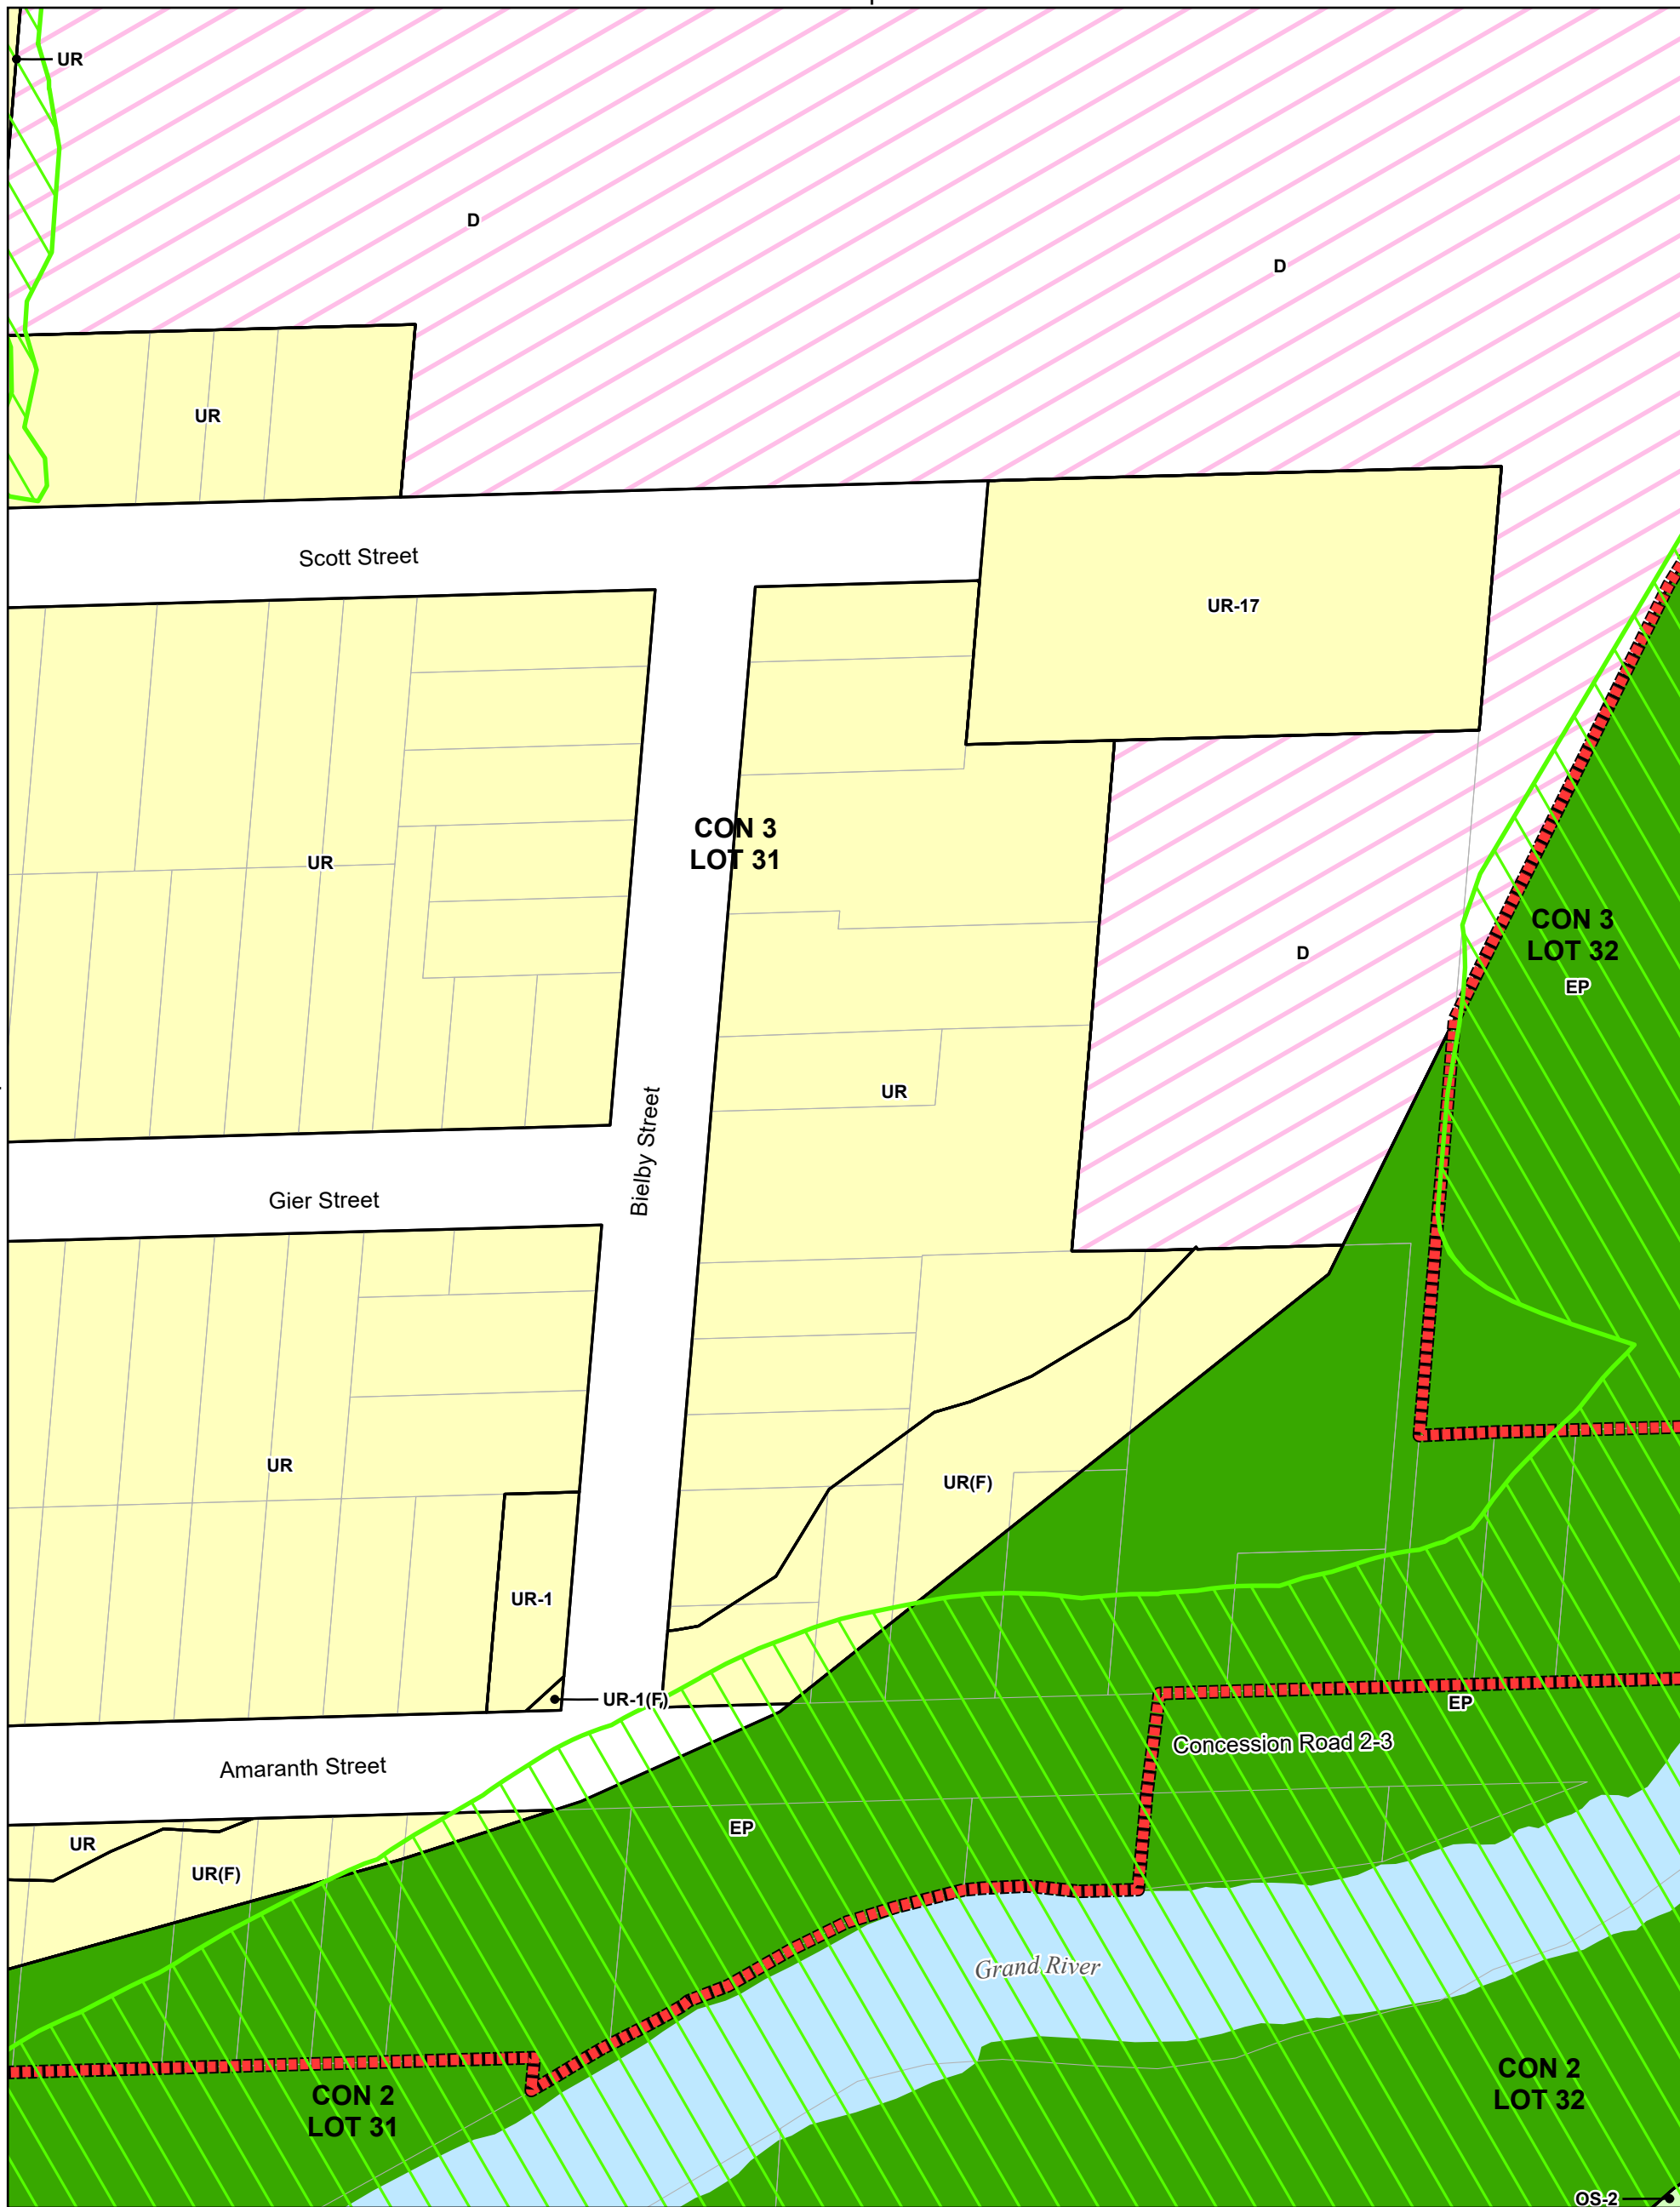 UR
D
D
UR
Scott Street
UR-17
CON 3
LOT 31
UR
CON 3
LOT 32
D
EP
UR
Bielby Street
Gier Street
UR
UR(F)
UR-1
UR-1(F)
EP
Concession Road 2-3
Amaranth Street
EP
UR
UR(F)
Grand River
CON 2
LOT 32
CON 2
LOT 31
OS-2